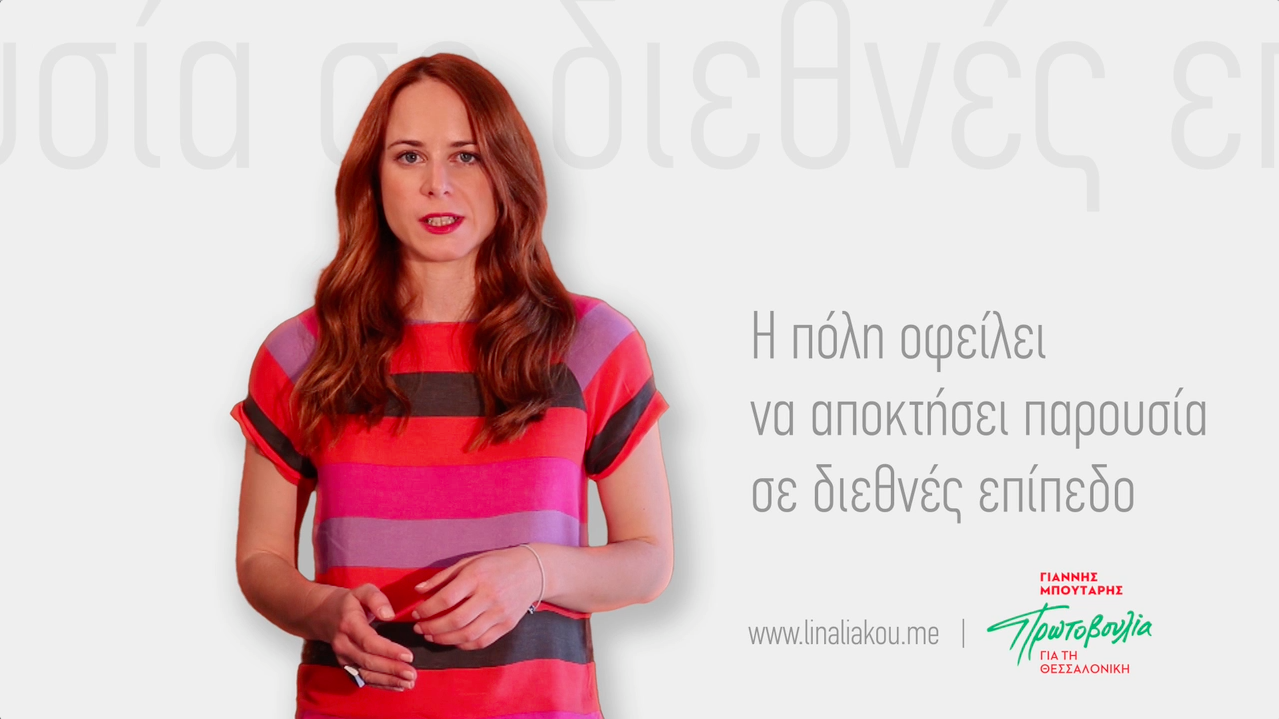 υσία σε διεθνές επ
Η πόλη οφείλει
να αποκτήσει παρουσία
σε διεθνές επίπεδο
www.linaliakou.me
ΓΙΑΝΝΗΣ
ΜΠΟΥΤΑΡΗΣ
Πρωτοβουλία
ΓΙΑ ΤΗ
ΘΕΣΣΑΛΟΝΙΚΗ